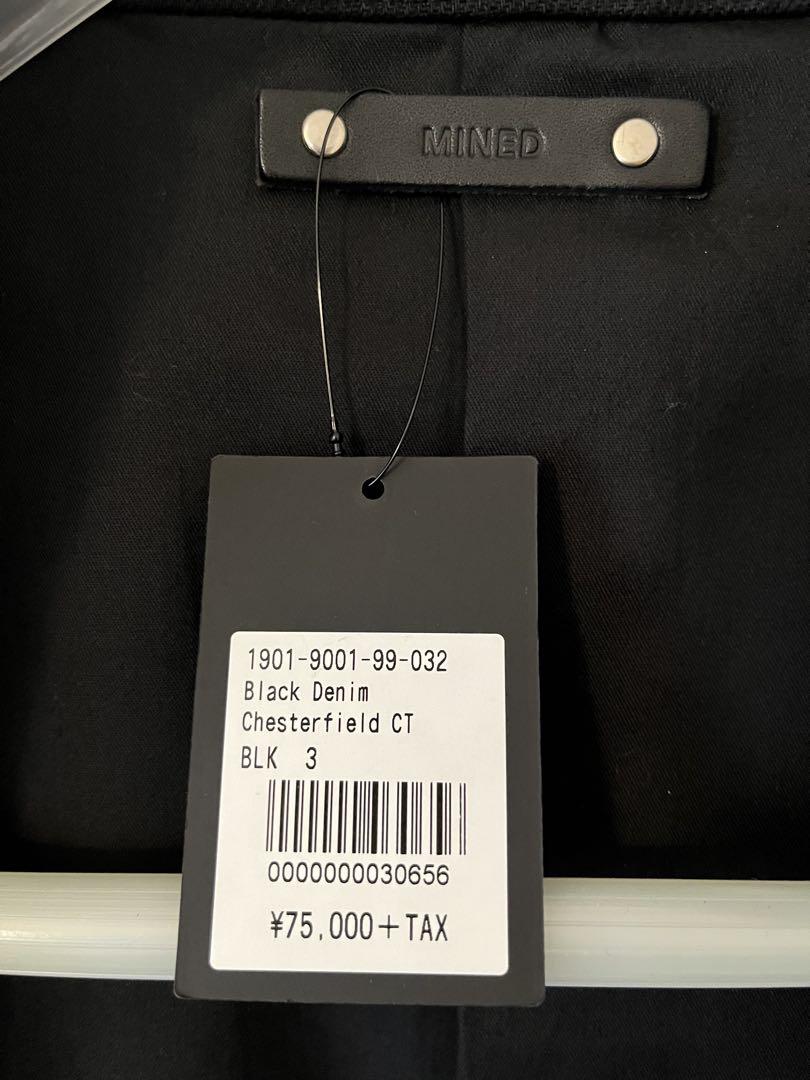 MINED
1901-9001-99-032
Black Denim
Chesterfield CT
BLK 3
0000000030656
¥75,000+TAX